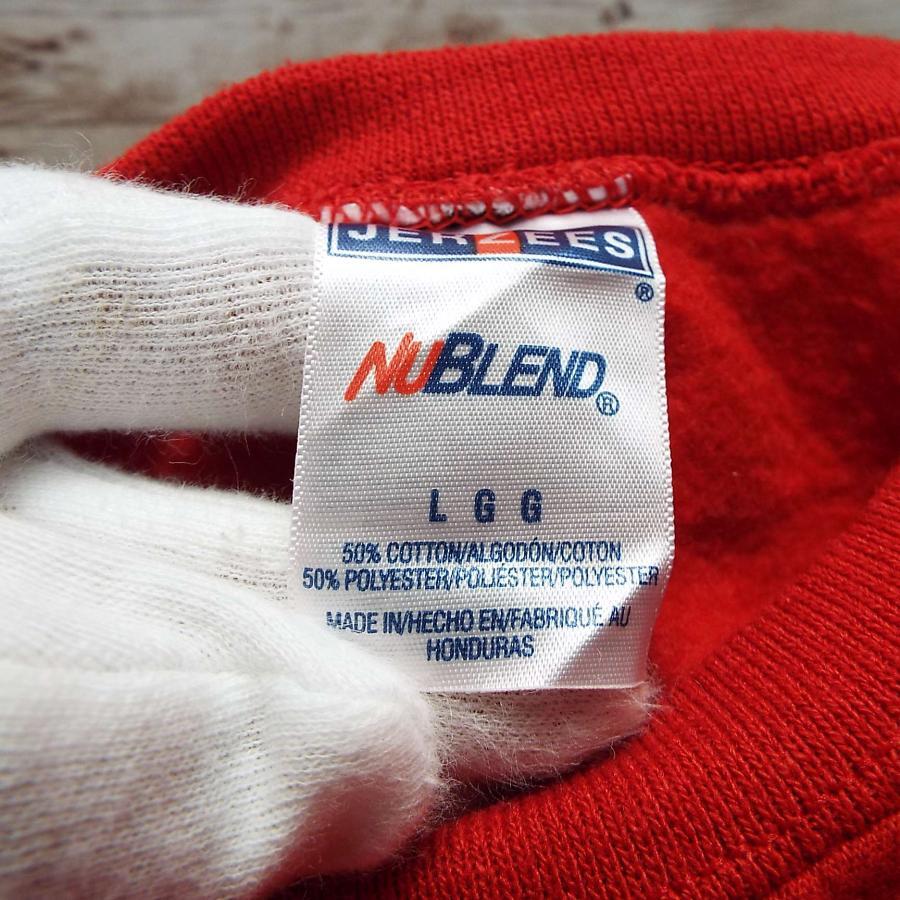 JERZEES®
NUBLEND®
L G G
50% COTTON/ALGODÓN/COTON
50% POLYESTER/POLIÉSTER/POLYESTER
MADE IN/HECHO EN/FABRIQUÉ AU
HONDURAS